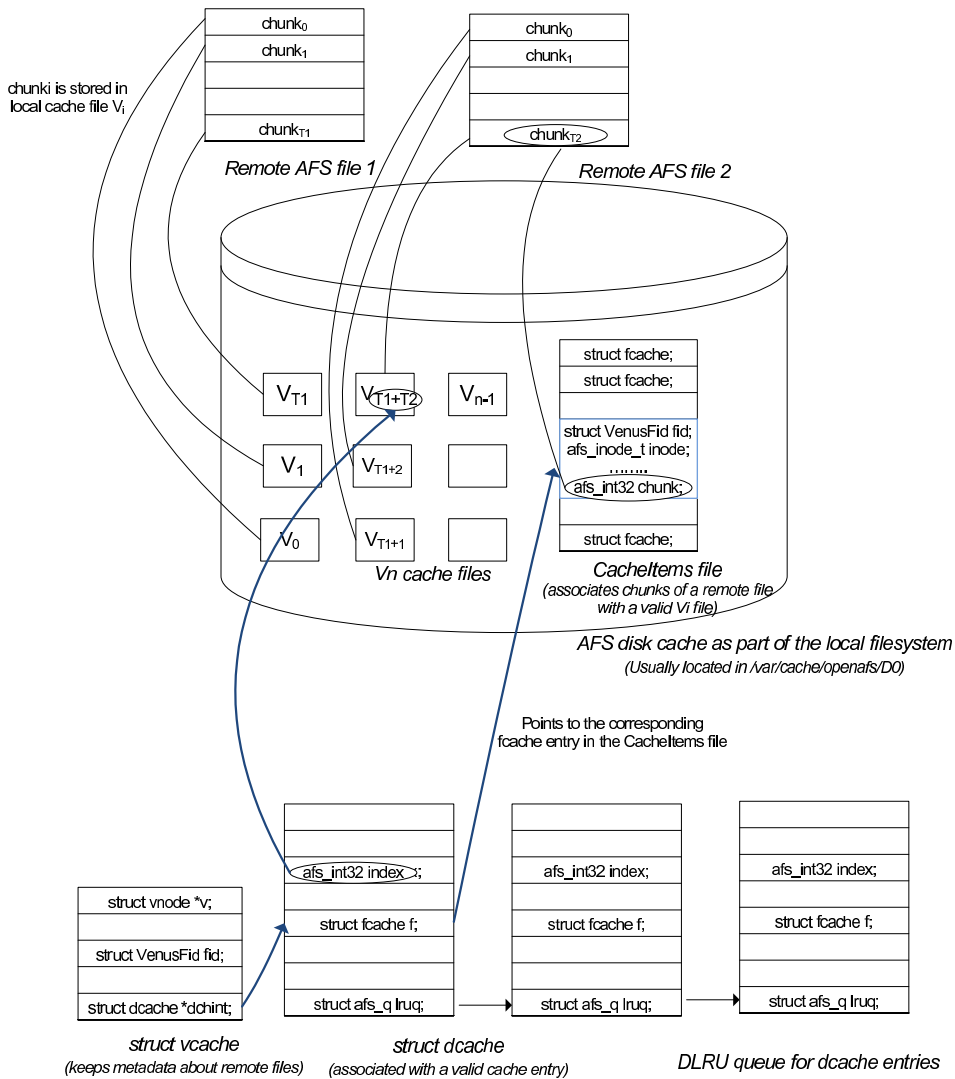 chunk0
chunk1
chunkT1
Remote AFS file 1
chunk0
chunk1
chunkT2
Remote AFS file 2
chunki is stored in
local cache file Vi
VT1
VT1+T2
Vn-1
V1
VT1+2
V0
VT1+1
Vn cache files
struct fcache;
struct fcache;
struct VenusFid fid;
afs_inode_t inode;
.......
afs_int32 chunk;
struct fcache;
CacheItems file
(associates chunks of a remote file
with a valid Vi file)
AFS disk cache as part of the local filesystem
(Usually located in /var/cache/openafs/D0)
Points to the corresponding
fcache entry in the CacheItems file
struct vnode *v;
struct VenusFid fid;
struct dcache *dchint;
struct vcache
(keeps metadata about remote files)
afs_int32 index;
struct fcache f;
struct afs_q lruq;
struct dcache
(associated with a valid cache entry)
afs_int32 index;
struct fcache f;
struct afs_q lruq;
afs_int32 index;
struct fcache f;
struct afs_q lruq;
DLRU queue for dcache entries